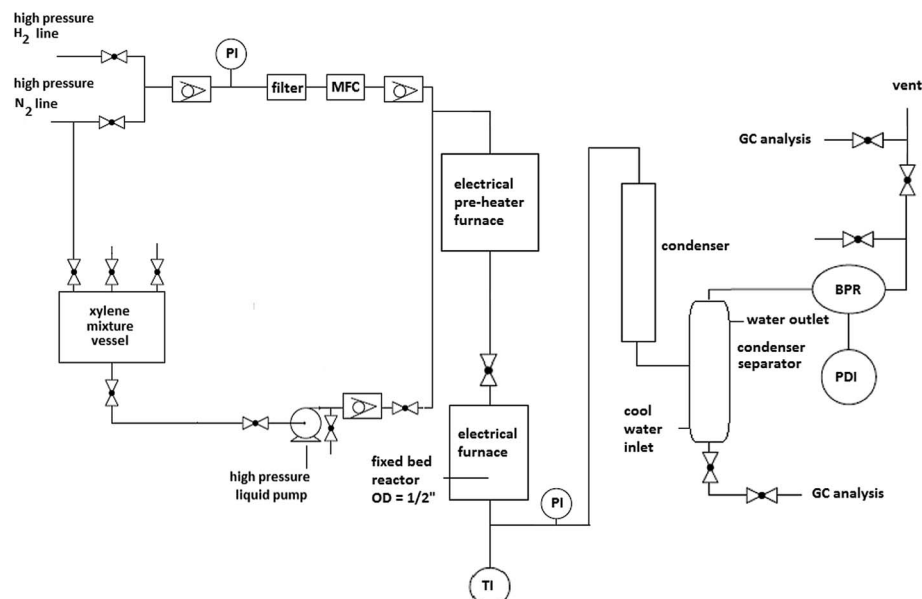 high pressure
H2 line
high pressure
N2 line
PI
filter
MFC
vent
GC analysis
electrical
pre-heater
furnace
condenser
BPR
water outlet
condenser
separator
PDI
xylene
mixture
vessel
cool
water
inlet
electrical
furnace
fixed bed
reactor
OD = 1/2"
high pressure
liquid pump
GC analysis
PI
TI